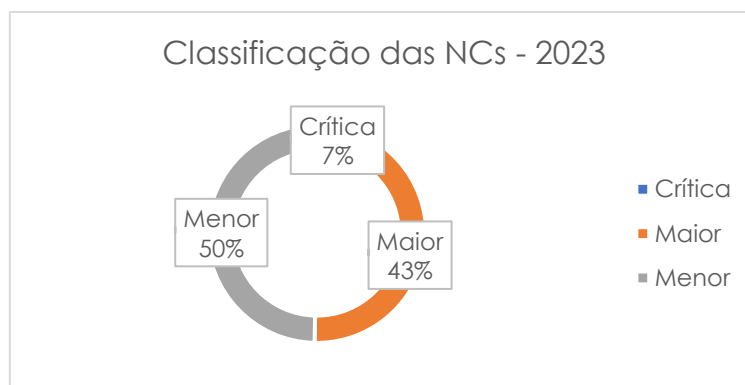 Classificação das NCs - 2023
Crítica
7%
Menor
50%
Maior
43%
Crítica
Maior
Menor